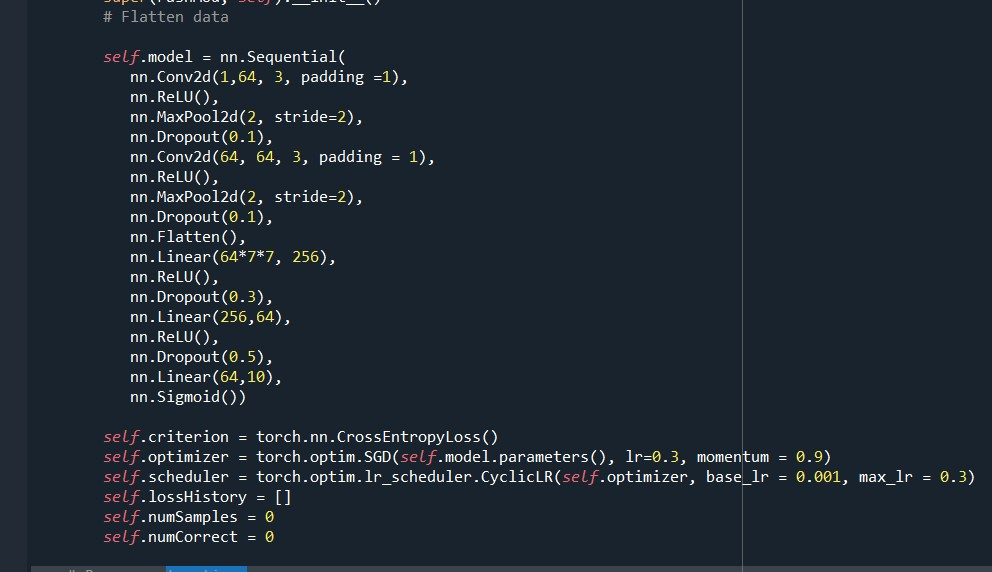 # Flatten data
self.model = nn.Sequential(
nn.Conv2d(1,64, 3, padding =1),
nn.ReLU(),
nn.MaxPool2d(2, stride=2),
nn.Dropout(0.1),
nn.Conv2d(64, 64, 3, padding = 1),
nn.ReLU(),
nn.MaxPool2d(2, stride=2),
nn.Dropout(0.1),
nn.Flatten(),
nn.Linear(64*7*7, 256),
nn.ReLU(),
nn.Dropout(0.3),
nn.Linear(256,64),
nn.ReLU(),
nn.Dropout(0.5),
nn.Linear(64,10),
nn.Sigmoid())
self.criterion = torch.nn.CrossEntropyLoss()
self.optimizer = torch.optim.SGD(self.model.parameters(), lr=0.3, momentum = 0.9)
self.scheduler = torch.optim.lr_scheduler.CyclicLR(self.optimizer, base_lr = 0.001, max_lr = 0.3)
self.lossHistory = []
self.numSamples = 0
self.numCorrect = 0